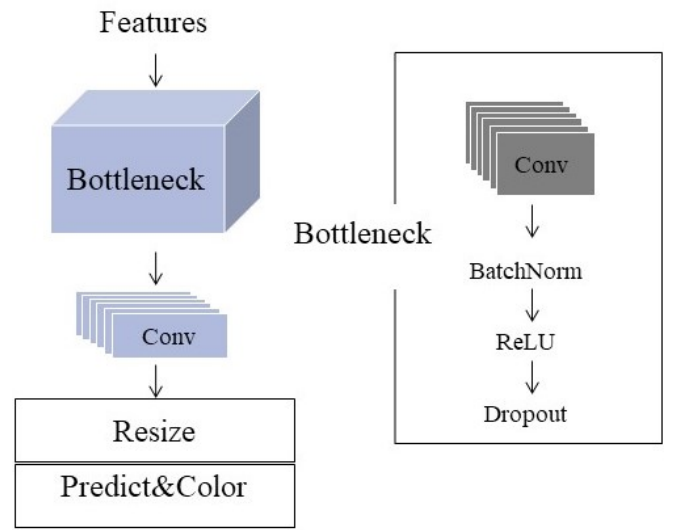 Features
Bottleneck
Conv
Resize
Predict&Color
Bottleneck
Conv
BatchNorm
ReLU
Dropout